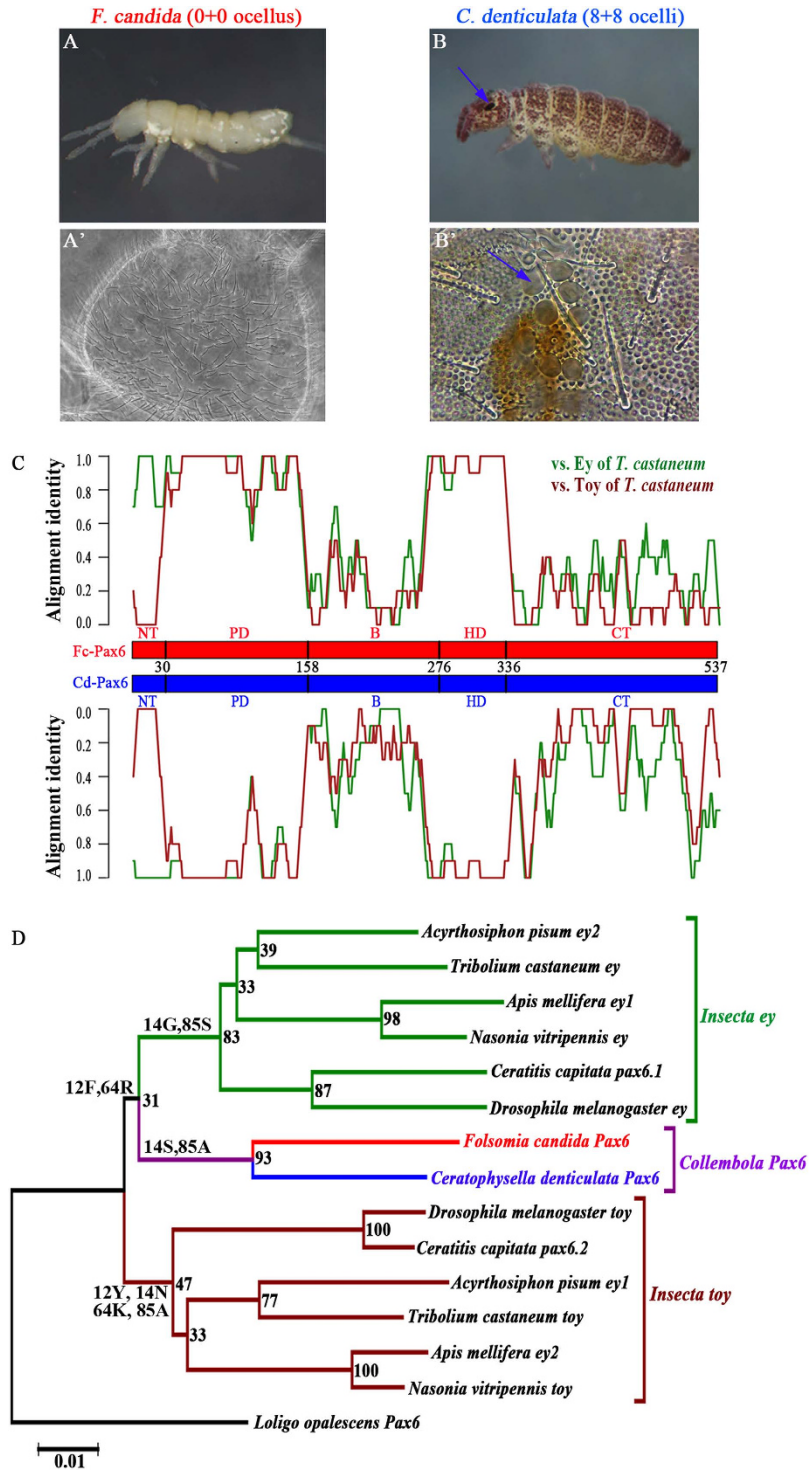 F. candida (0+0 ocellus)
C. denticulata (8+8 ocelli)
A
B
A’
B’
C
Alignment identity
1.0
0.8
0.6
0.4
0.2
0.0
vs. Ey of T. castaneum
vs. Toy of T. castaneum
NT PD B HD CT
Fc-Pax6
30 158 276 336 537
Cd-Pax6
NT PD B HD CT
Alignment identity
0.0
0.2
0.4
0.6
0.8
1.0
D
Acyrthosiphon pisum ey2
39
Tribolium castaneum ey
33
Apis mellifera ey1
Insecta ey
14G,85S
98
83
Nasonia vitripennis ey
Ceratitis capitata pax6.1
12F,64R
87
31
Drosophila melanogaster ey
14S,85A
Folsomia candida Pax6
93
Collembola Pax6
Ceratophysella denticulata Pax6
Drosophila melanogaster toy
100
Ceratitis capitata pax6.2
12Y, 14N
64K, 85A
47
Acyrthosiphon pisum ey1
Insecta toy
77
Tribolium castaneum toy
33
Apis mellifera ey2
100
Nasonia vitripennis toy
Loligo opalescens Pax6
0.01